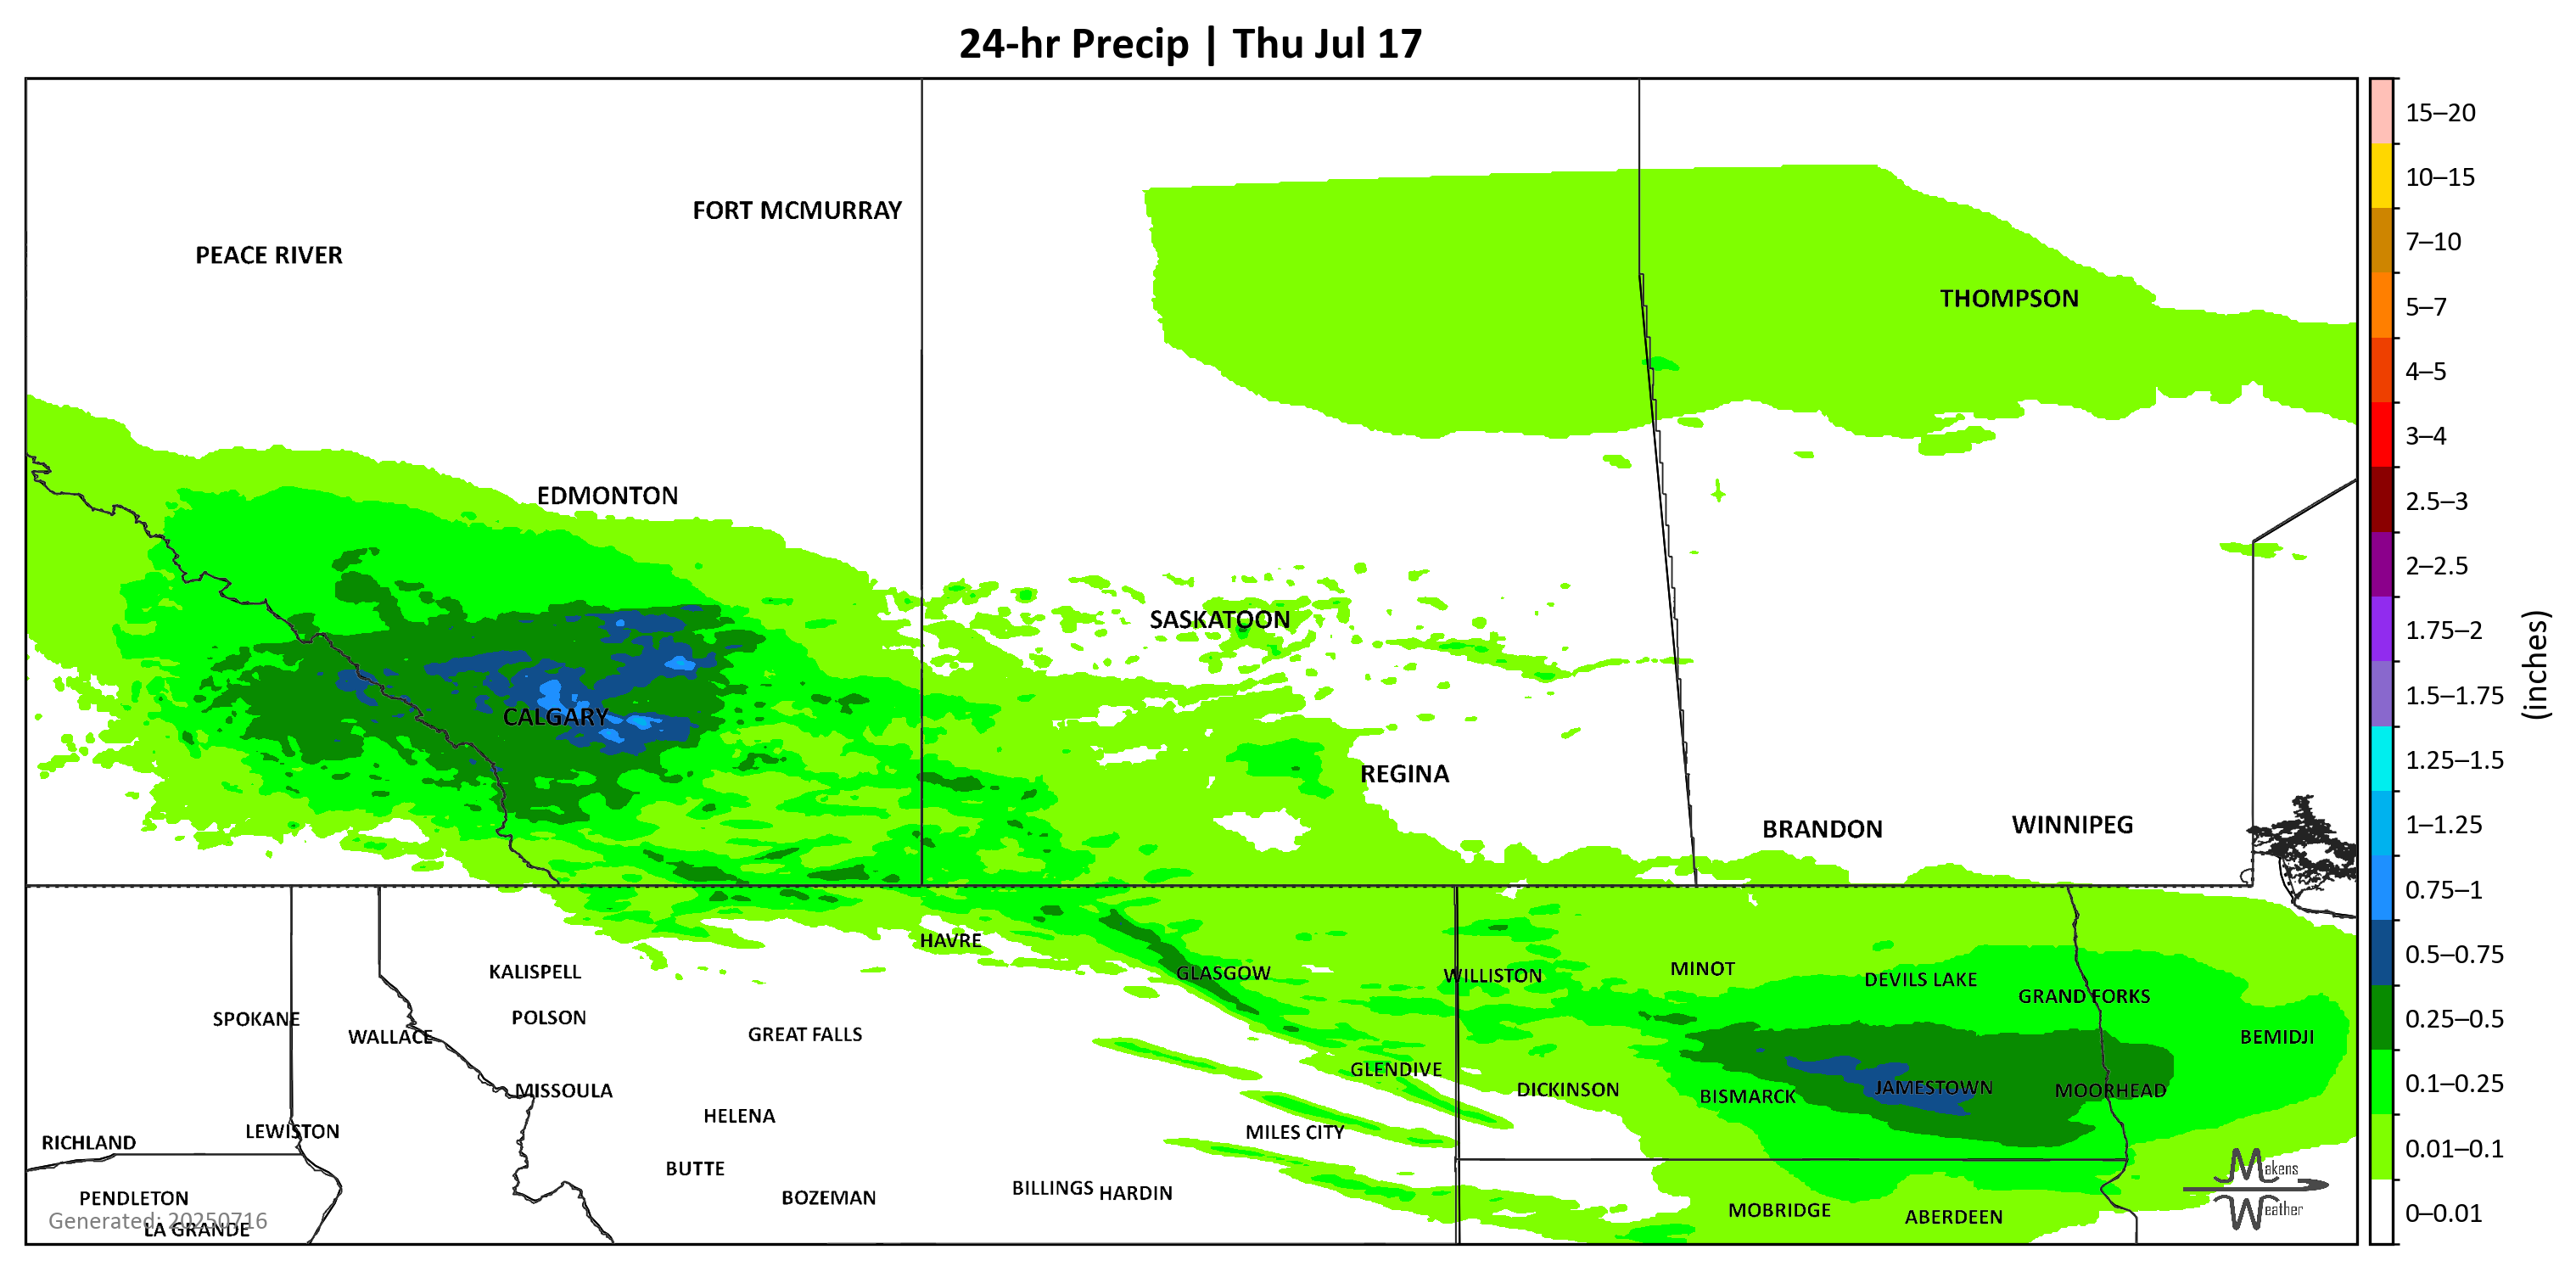 24-hr Precip | Thu Jul 17
FORT MCMURRAY
PEACE RIVER
THOMPSON
EDMONTON
SASKATOON
CALGARY
REGINA
BRANDON
WINNIPEG
HAVRE
KALISPELL
GLASGOW
WILLISTON
MINOT
DEVILS LAKE
GRAND FORKS
SPOKANE
POLSON
WALLACE
GREAT FALLS
BEMIDJI
GLENDIVE
MISSOULA
DICKINSON
BISMARCK
JAMESTOWN
MOORHEAD
HELENA
LEWISTON
MILES CITY
RICHLAND
BUTTE
BILLINGS
HARDIN
PENDLETON
BOZEMAN
MOBRIDGE
ABERDEEN
Generated: 20250716
LA GRANDE
Makens
Weather
15–20
10–15
7–10
5–7
4–5
3–4
2.5–3
2–2.5
1.75–2
1.5–1.75
1.25–1.5
1–1.25
0.75–1
0.5–0.75
0.25–0.5
0.1–0.25
0.01–0.1
0–0.01
(inches)